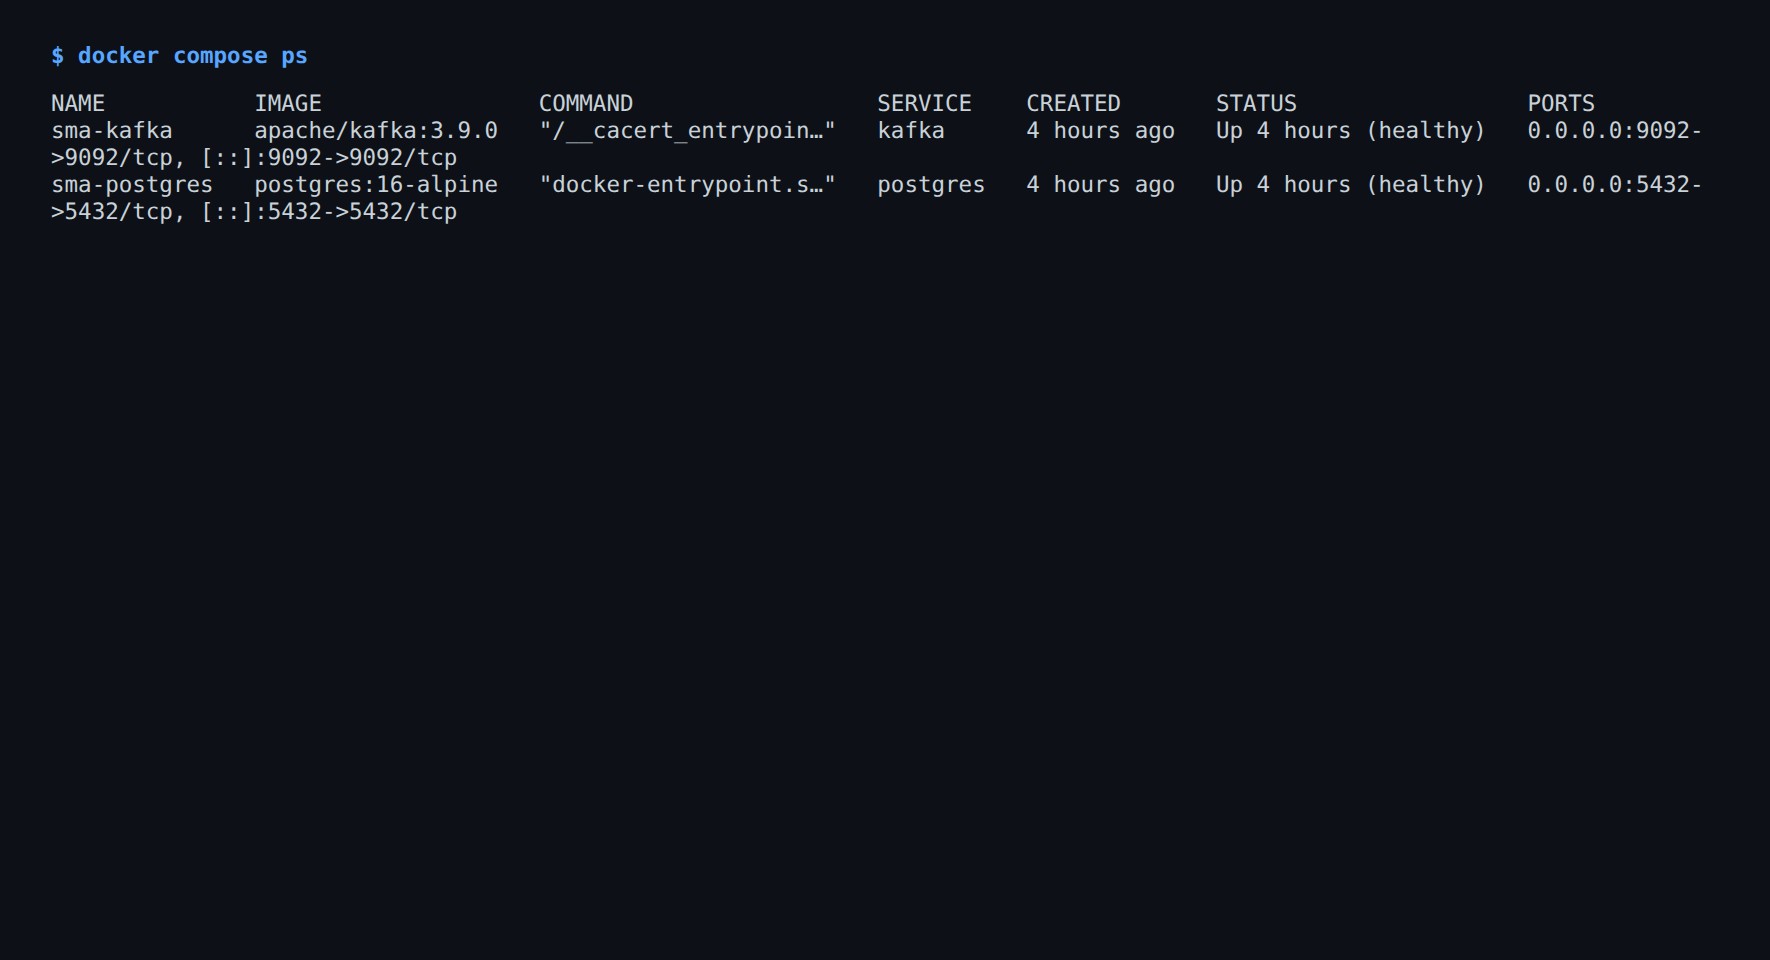 $ docker compose ps
NAME           IMAGE                COMMAND                  SERVICE    CREATED       STATUS                 PORTS
sma-kafka      apache/kafka:3.9.0   "/__cacert_entrypoin…"   kafka      4 hours ago   Up 4 hours (healthy)   0.0.0.0:9092-
>9092/tcp, [::]:9092->9092/tcp
sma-postgres   postgres:16-alpine   "docker-entrypoint.s…"   postgres   4 hours ago   Up 4 hours (healthy)   0.0.0.0:5432-
>5432/tcp, [::]:5432->5432/tcp